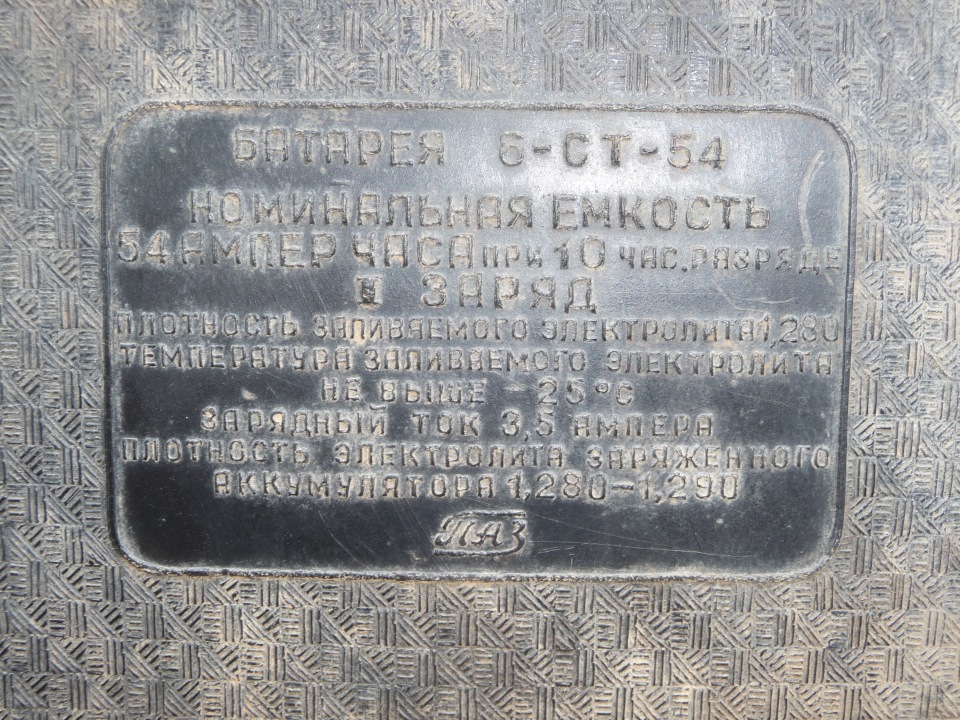 БАТАРЕЯ 6-СТ-54
НОМИНАЛЬНАЯ ЕМКОСТЬ
54 АМПЕР ЧАСА ПРИ 10 ЧАС. РАЗРЯДЕ
I ЗАРЯД
ПЛОТНОСТЬ ЗАЛИВАЕМОГО ЭЛЕКТРОЛИТА 1,280
ТЕМПЕРАТУРА ЗАЛИВАЕМОГО ЭЛЕКТРОЛИТА
НЕ ВЫШЕ - 25°С
ЗАРЯДНЫЙ ТОК 3,5 АМПЕРА
ПЛОТНОСТЬ ЭЛЕКТРОЛИТА ЗАРЯЖЕННОГО
АККУМУЛЯТОРА 1,280-1,290
ПАЗ